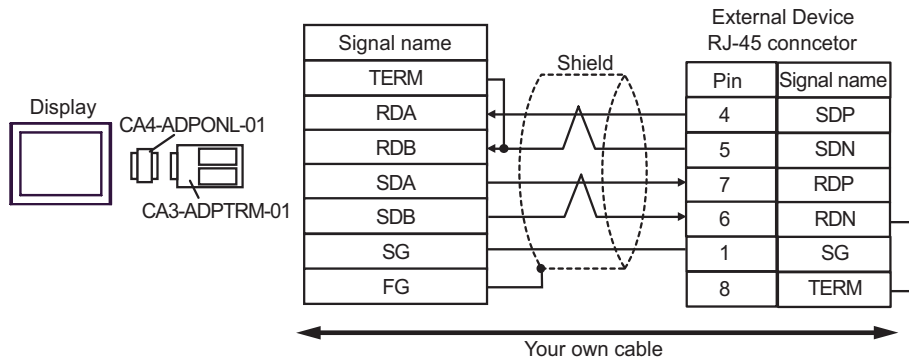 External Device
RJ-45 conncetor
Signal name
Shield
Pin Signal name
TERM
Display
CA4-ADPONL-01
CA3-ADPTRM-01
RDA
4 SDP
RDB
5 SDN
SDA
7 RDP
SDB
6 RDN
SG
1 SG
FG
8 TERM
Your own cable